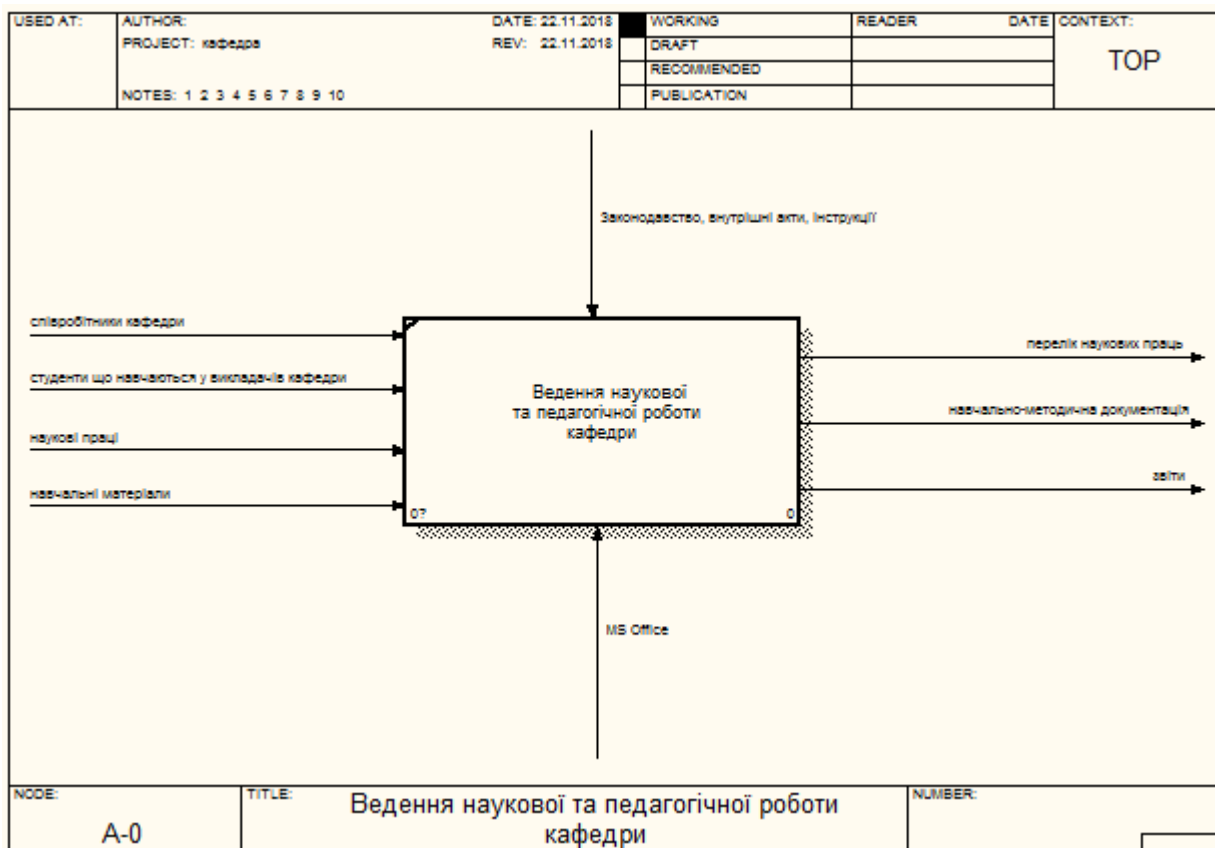 USED AT:
AUTHOR:
DATE: 22.11.2018
WORKING
READER
DATE
CONTEXT:
PROJECT: кафедра
REV: 22.11.2018
DRAFT
TOP
RECOMMENDED
NOTES: 1 2 3 4 5 6 7 8 9 10
PUBLICATION
Законодавство, внутрішні акти, інструкції
співробітники кафедри
студенти що навчаються у викладачів кафедри
наукові праці
навчальні матеріали
Ведення наукової
та педагогічної роботи
кафедри
0?
0
перелік наукових праць
навчально-методична документація
звіти
MS Office
NODE:
A-0
TITLE:
Ведення наукової та педагогічної роботи
кафедри
NUMBER: